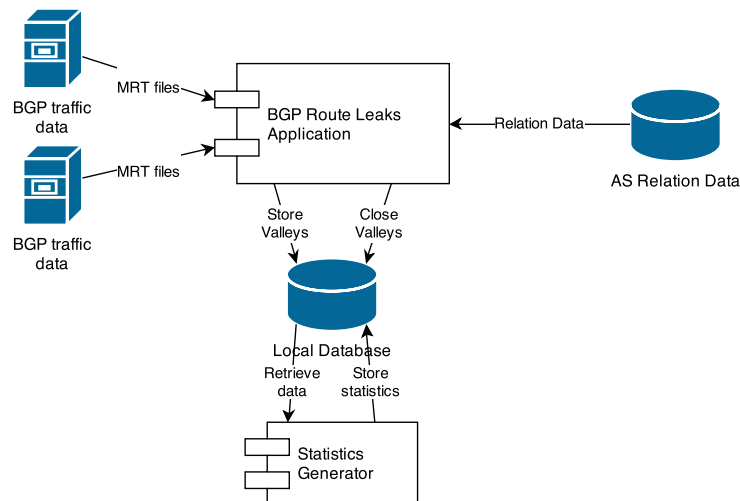 BGP traffic
data
MRT files
BGP Route Leaks
Application
Relation Data
AS Relation Data
BGP traffic
data
MRT files
Store
Valleys
Close
Valleys
Local Database
Retrieve
data
Store
statistics
Statistics
Generator